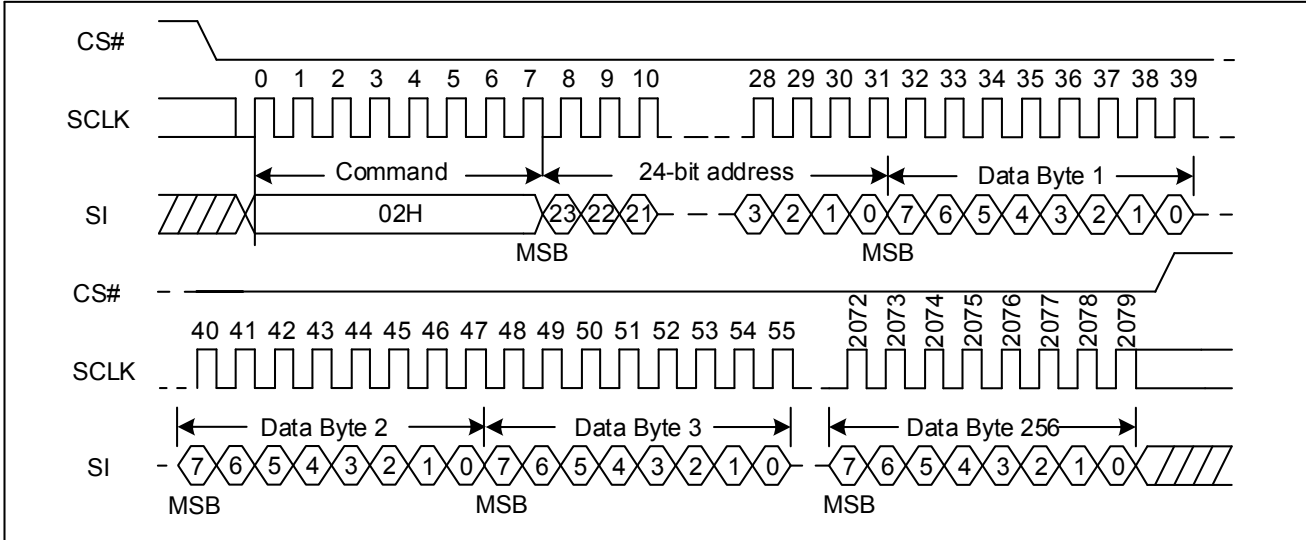 CS#
0 1 2 3 4 5 6 7 8 9 10 28 29 30 31 32 33 34 35 36 37 38 39
SCLK
Command 24-bit address Data Byte 1
SI 02H 23 22 21 3 2 1 0 7 6 5 4 3 2 1 0
MSB MSB
CS#
40 41 42 43 44 45 46 47 48 49 50 51 52 53 54 55 2072 2073 2074 2075 2076 2077 2078 2079
SCLK
Data Byte 2 Data Byte 3 Data Byte 256
SI 7 6 5 4 3 2 1 0 7 6 5 4 3 2 1 0 7 6 5 4 3 2 1 0
MSB MSB MSB